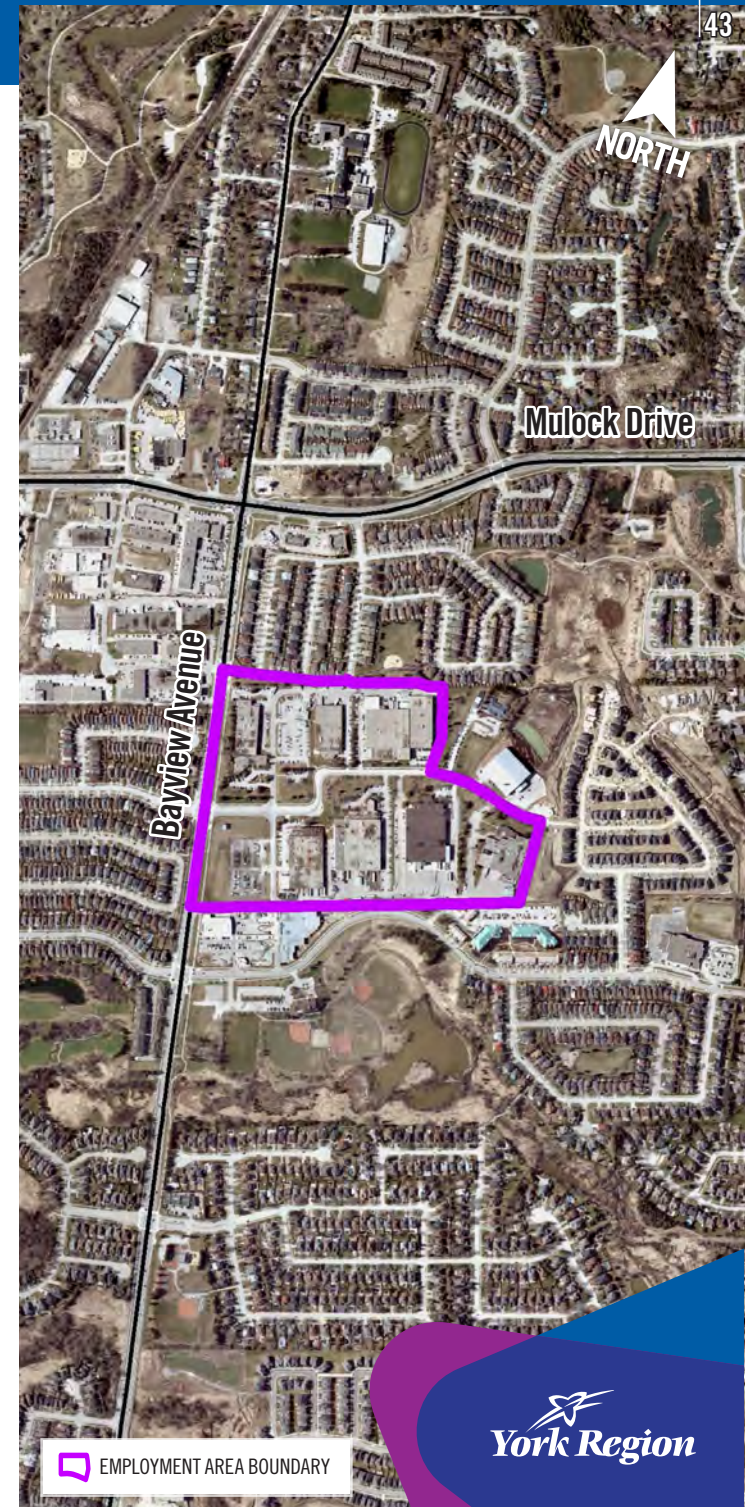 43
NORTH
Mulock Drive
Bayview Avenue
EMPLOYMENT AREA BOUNDARY
York Region